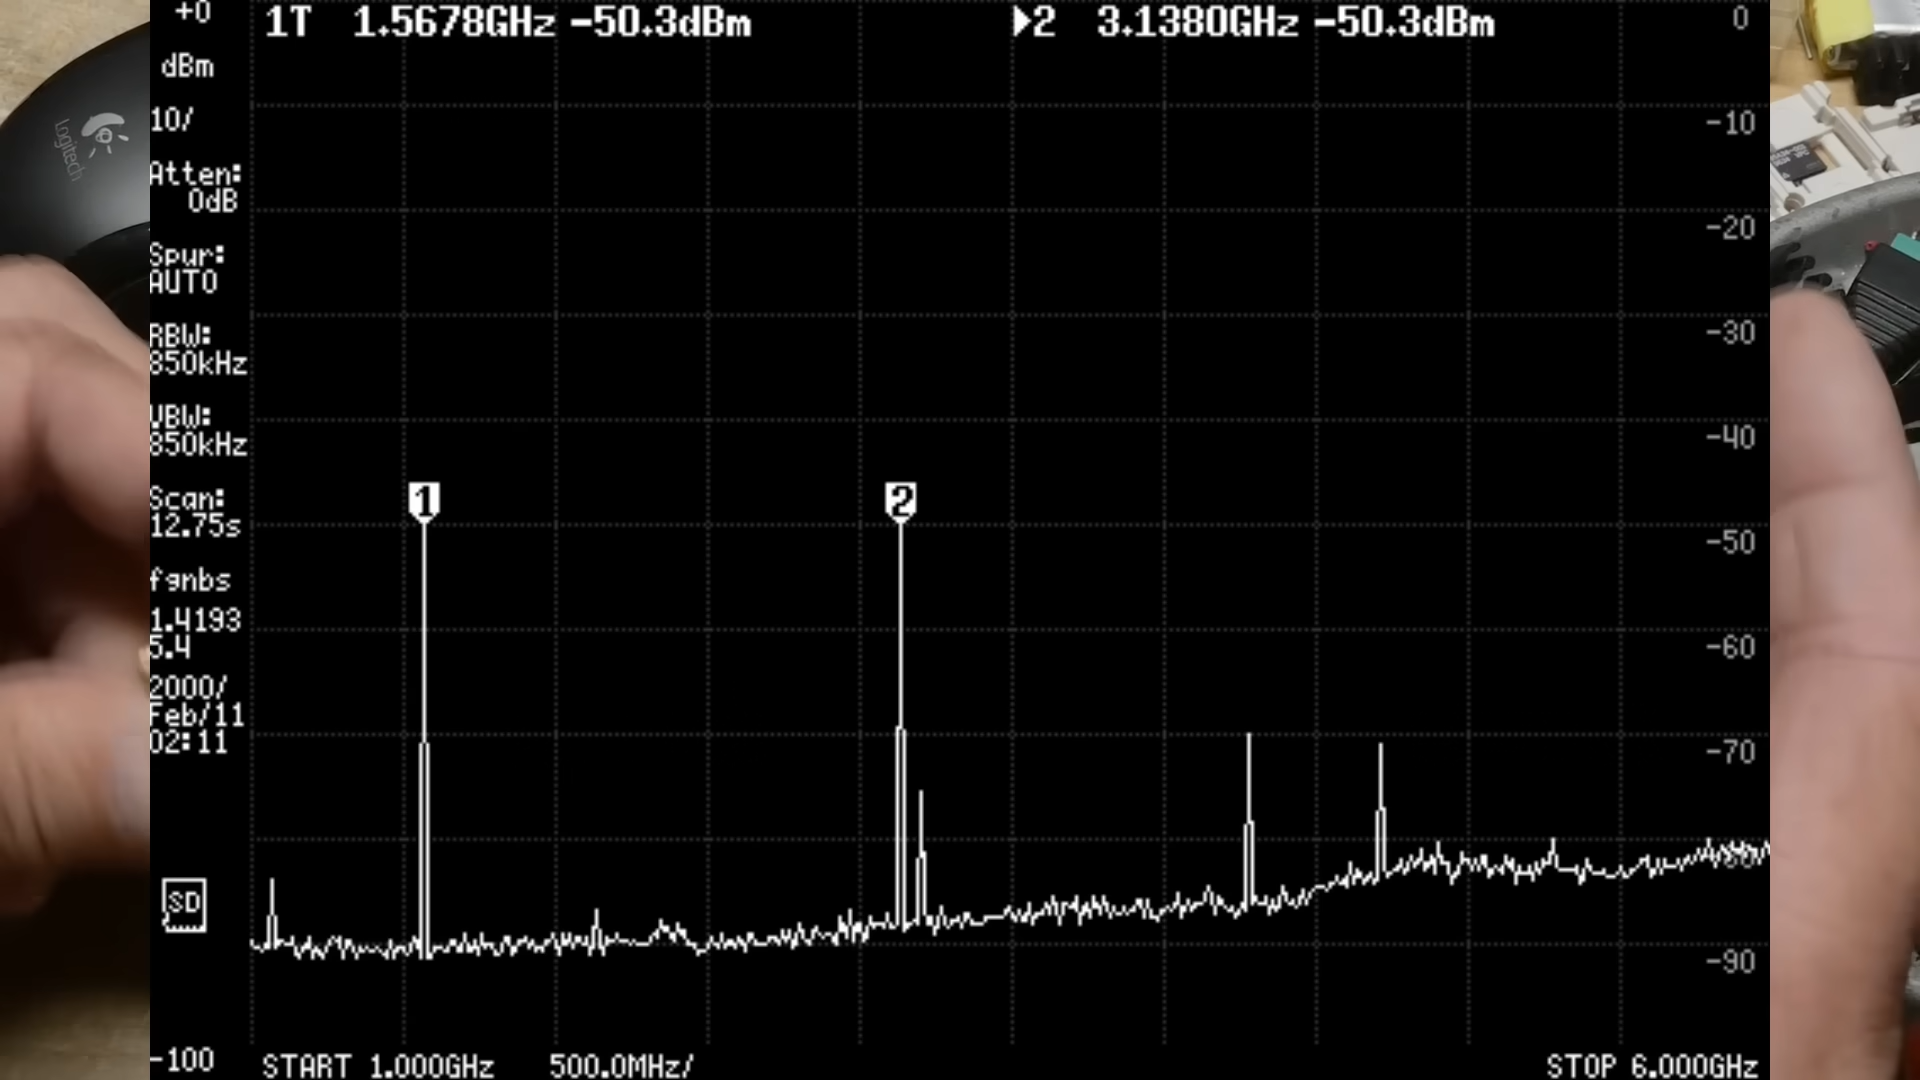 1T 1.5678GHz -50.3dBm
▶2 3.1380GHz -50.3dBm
+0
dBm
10/
Atten:
0dB
Spur:
AUTO
RBW:
850kHz
VBW:
850kHz
Scan:
12.75s
fgnbs
1.4193
5.4
2000/
Feb/11
02:11
SD
-100
1
2
0
-10
-20
-30
-40
-50
-60
-70
-80
-90
START 1.000GHz 500.0MHz/ STOP 6.000GHz
Logitech